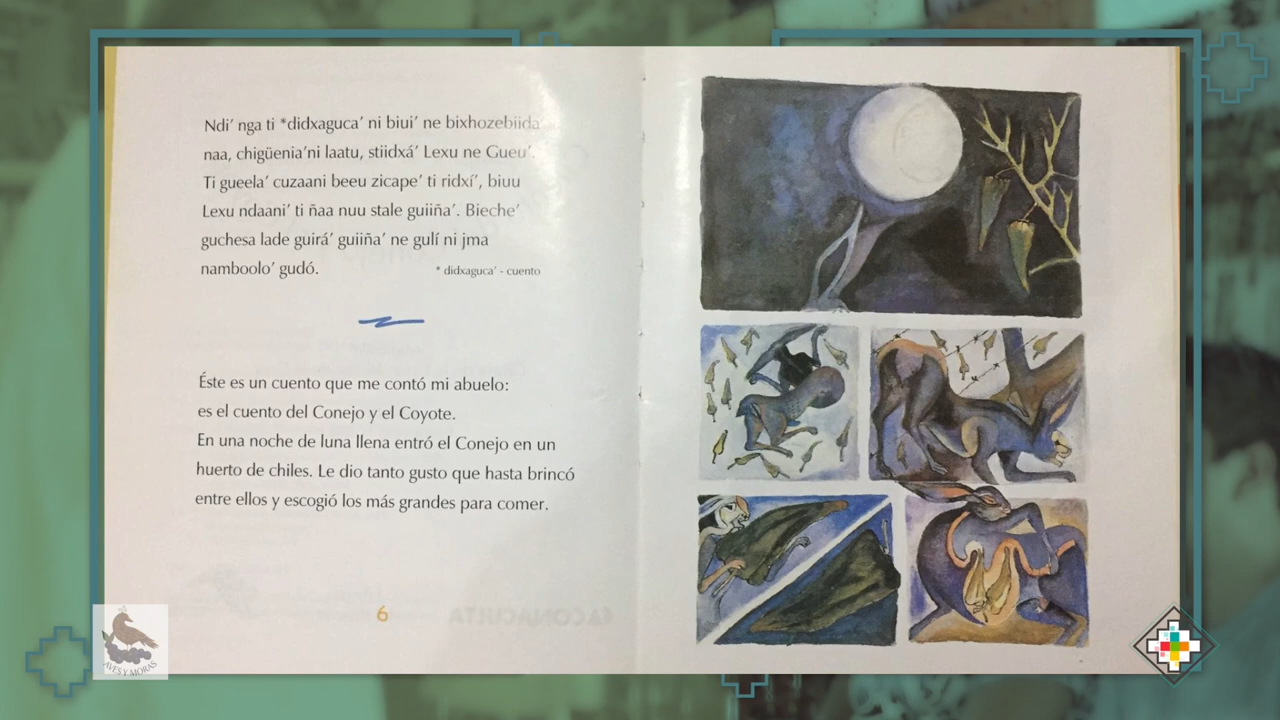 Ndi' nga ti *didxaguca' ni biui' ne bixhozebiida'
naa, chigüenia'ni laatu, stiidxá' Lexu ne Gueu'.
Ti gueela' cuzaani beeu zicape' ti ridxí', biuu
Lexu ndaani' ti ñaa nuu stale guiiña'. Bieche'
guchesa lade guirá' guiiña' ne gulí ni jma
namboolo' gudó.
* didxaguca' - cuento
Éste es un cuento que me contó mi abuelo:
es el cuento del Conejo y el Coyote.
En una noche de luna llena entró el Conejo en un
huerto de chiles. Le dio tanto gusto que hasta brincó
entre ellos y escogió los más grandes para comer.
6
CONACULTA
AVES Y MORAS